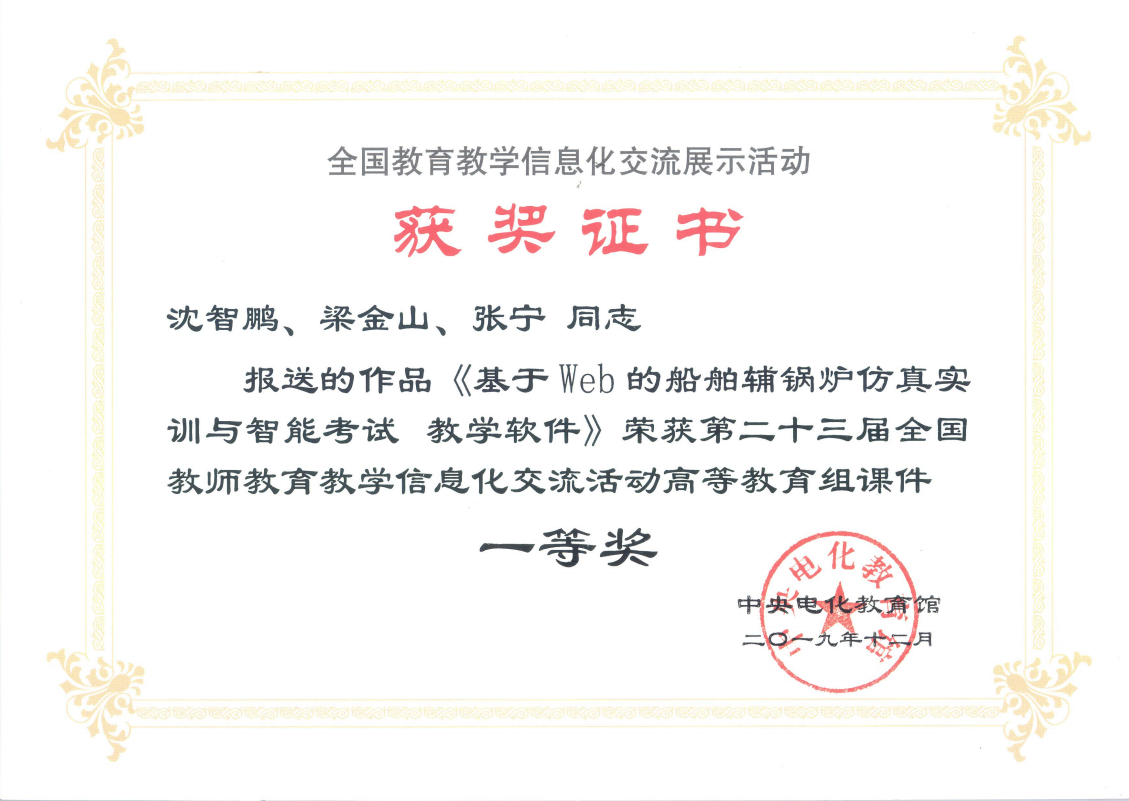 全国教育教学信息化交流展示活动
获奖证书
沈智鹏、梁金山、张宁 同志
报送的作品《基于Web的船舶辅锅炉仿真实
训与智能考试 教学软件》荣获第二十三届全国
教师教育教学信息化交流活动高等教育组课件
一等奖
中央电化教育馆
中央电化教育馆
二〇一九年十二月